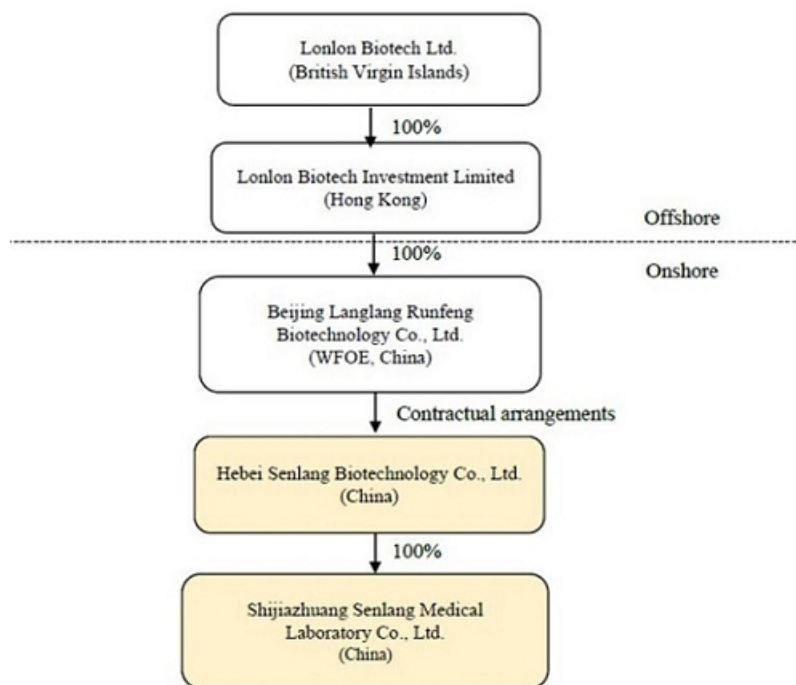 Lonlon Biotech Ltd.
(British Virgin Islands)
100%
Lonlon Biotech Investment Limited
(Hong Kong)
Offshore
100%
Onshore
Beijing Langlang Runfeng
Biotechnology Co., Ltd.
(WFOE, China)
Contractual arrangements
Hebei Senlang Biotechnology Co., Ltd.
(China)
100%
Shijiazhuang Senlang Medical
Laboratory Co., Ltd.
(China)